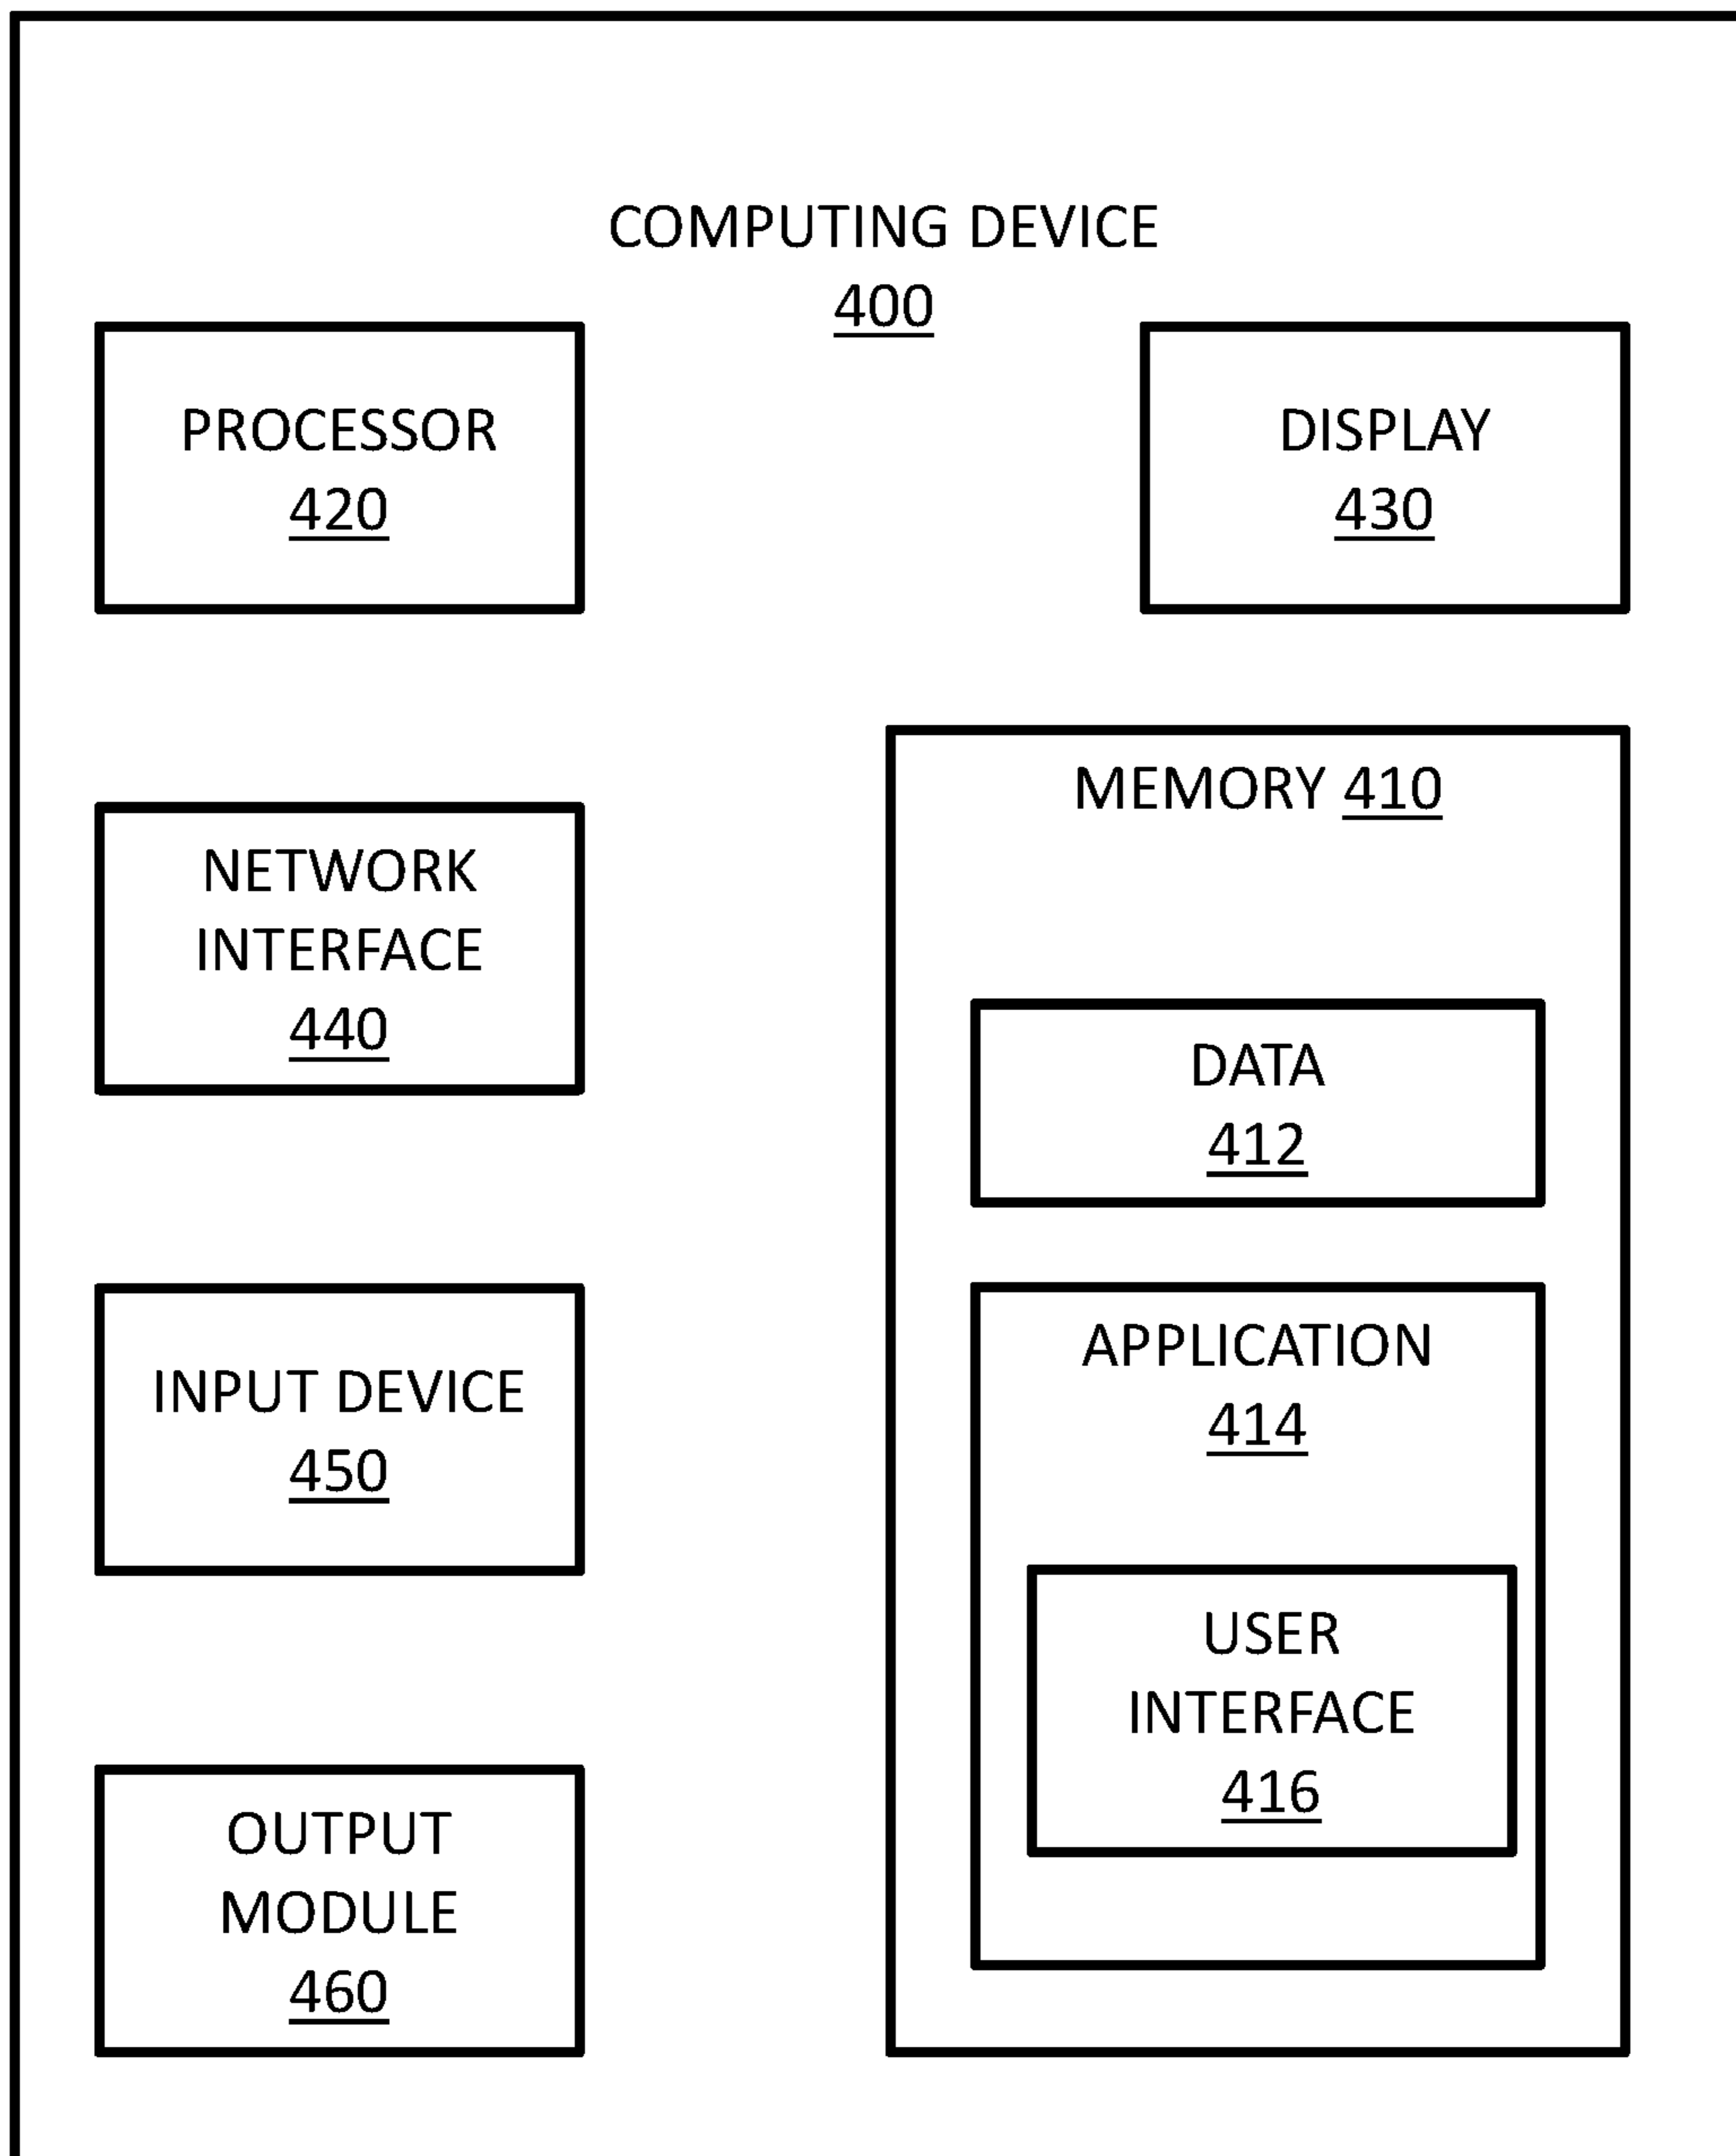 COMPUTING DEVICE
400
PROCESSOR
420
DISPLAY
430
NETWORK
INTERFACE
440
MEMORY 410
DATA
412
INPUT DEVICE
450
APPLICATION
414
USER
INTERFACE
416
OUTPUT
MODULE
460